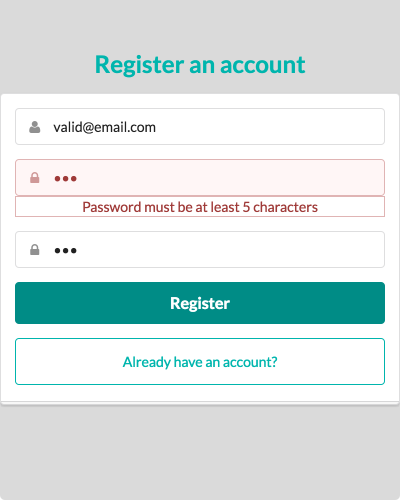 Register an account
valid@email.com
•••
Password must be at least 5 characters
•••
Register
Already have an account?